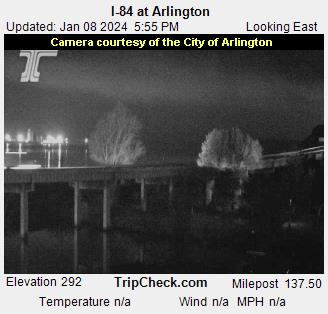 I-84 at Arlington
Updated: Jan 08 2024 5:55 PM Looking East
Camera courtesy of the City of Arlington
Elevation 292 TripCheck.com Milepost 137.50
Temperature n/a Wind n/a MPH n/a